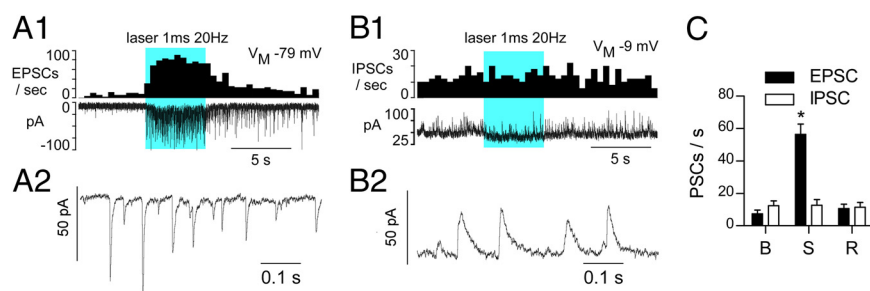 A1
laser 1ms 20Hz
V_M -79 mV
100
EPSCs
/ sec
0
0
pA
-100
5 s
A2
50 pA
0.1 s
B1
laser 1ms 20Hz
V_M -9 mV
30
IPSCs
/ sec
0
100
pA
25
5 s
B2
50 pA
0.1 s
C
EPSC
IPSC
80
60
40
20
0
PSCs / s
*
B S R